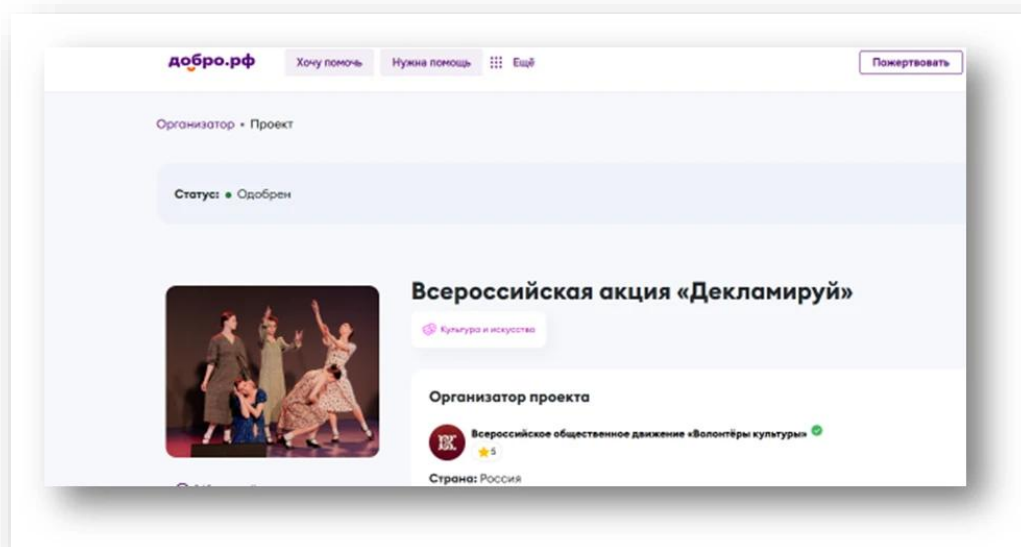 добро.рф
Хочу помочь
Нужна помощь
Ещё
Пожертвовать
Организатор • Проект
Статус: • Одобрен
Всероссийская акция «Декламируй»
Культура и искусство
Организатор проекта
Всероссийское общественное движение «Волонтёры культуры»
5
Страна: Россия